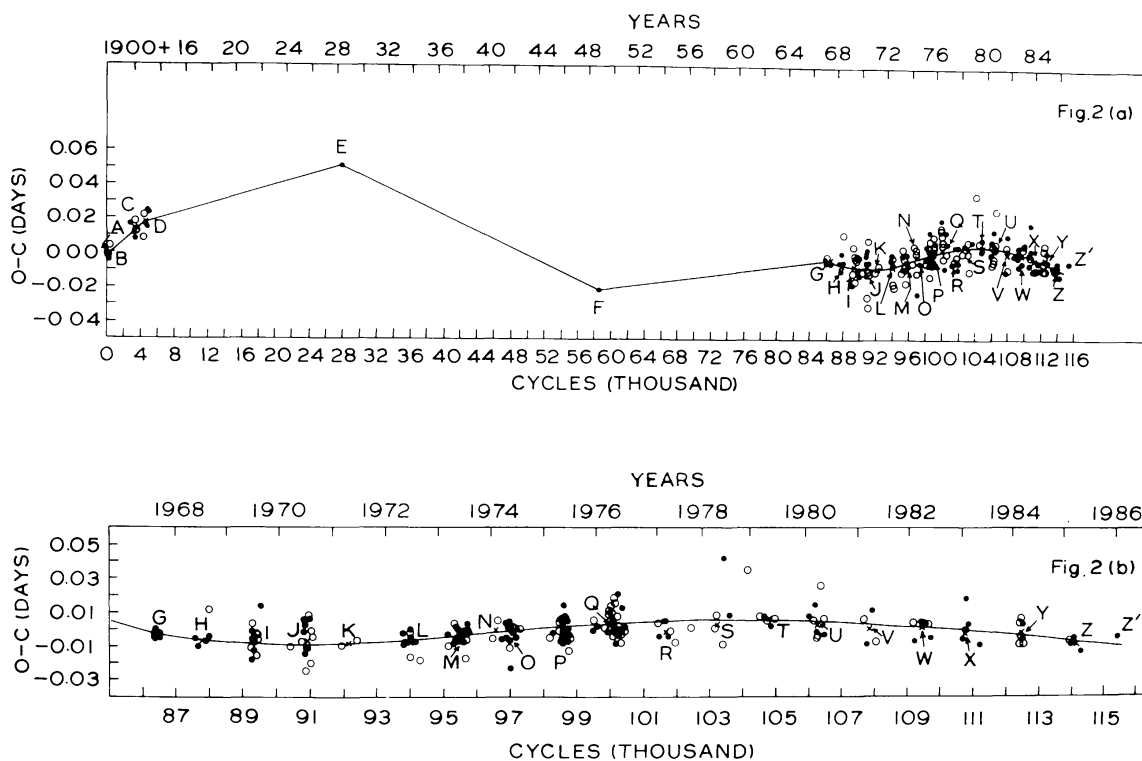 YEARS
1900+16 20 24 28 32 36 40 44 48 52 56 60 64 68 72 76 80 84
Fig.2 (a)
O-C (DAYS)
0.06
0.04
0.02
0.00
-0.02
-0.04
A B C D E F G H I J K L M N O P Q R S T U V W X Y Z Z'
0 4 8 12 16 20 24 28 32 36 40 44 48 52 56 60 64 68 72 76 80 84 88 92 96 100 104 108 112 116
CYCLES (THOUSAND)
YEARS
1968 1970 1972 1974 1976 1978 1980 1982 1984 1986
Fig. 2 (b)
O-C (DAYS)
0.05
0.03
0.01
-0.01
-0.03
G H I J K L M N O P Q R S T U V W X Y Z Z'
87 89 91 93 95 97 99 101 103 105 107 109 111 113 115
CYCLES (THOUSAND)